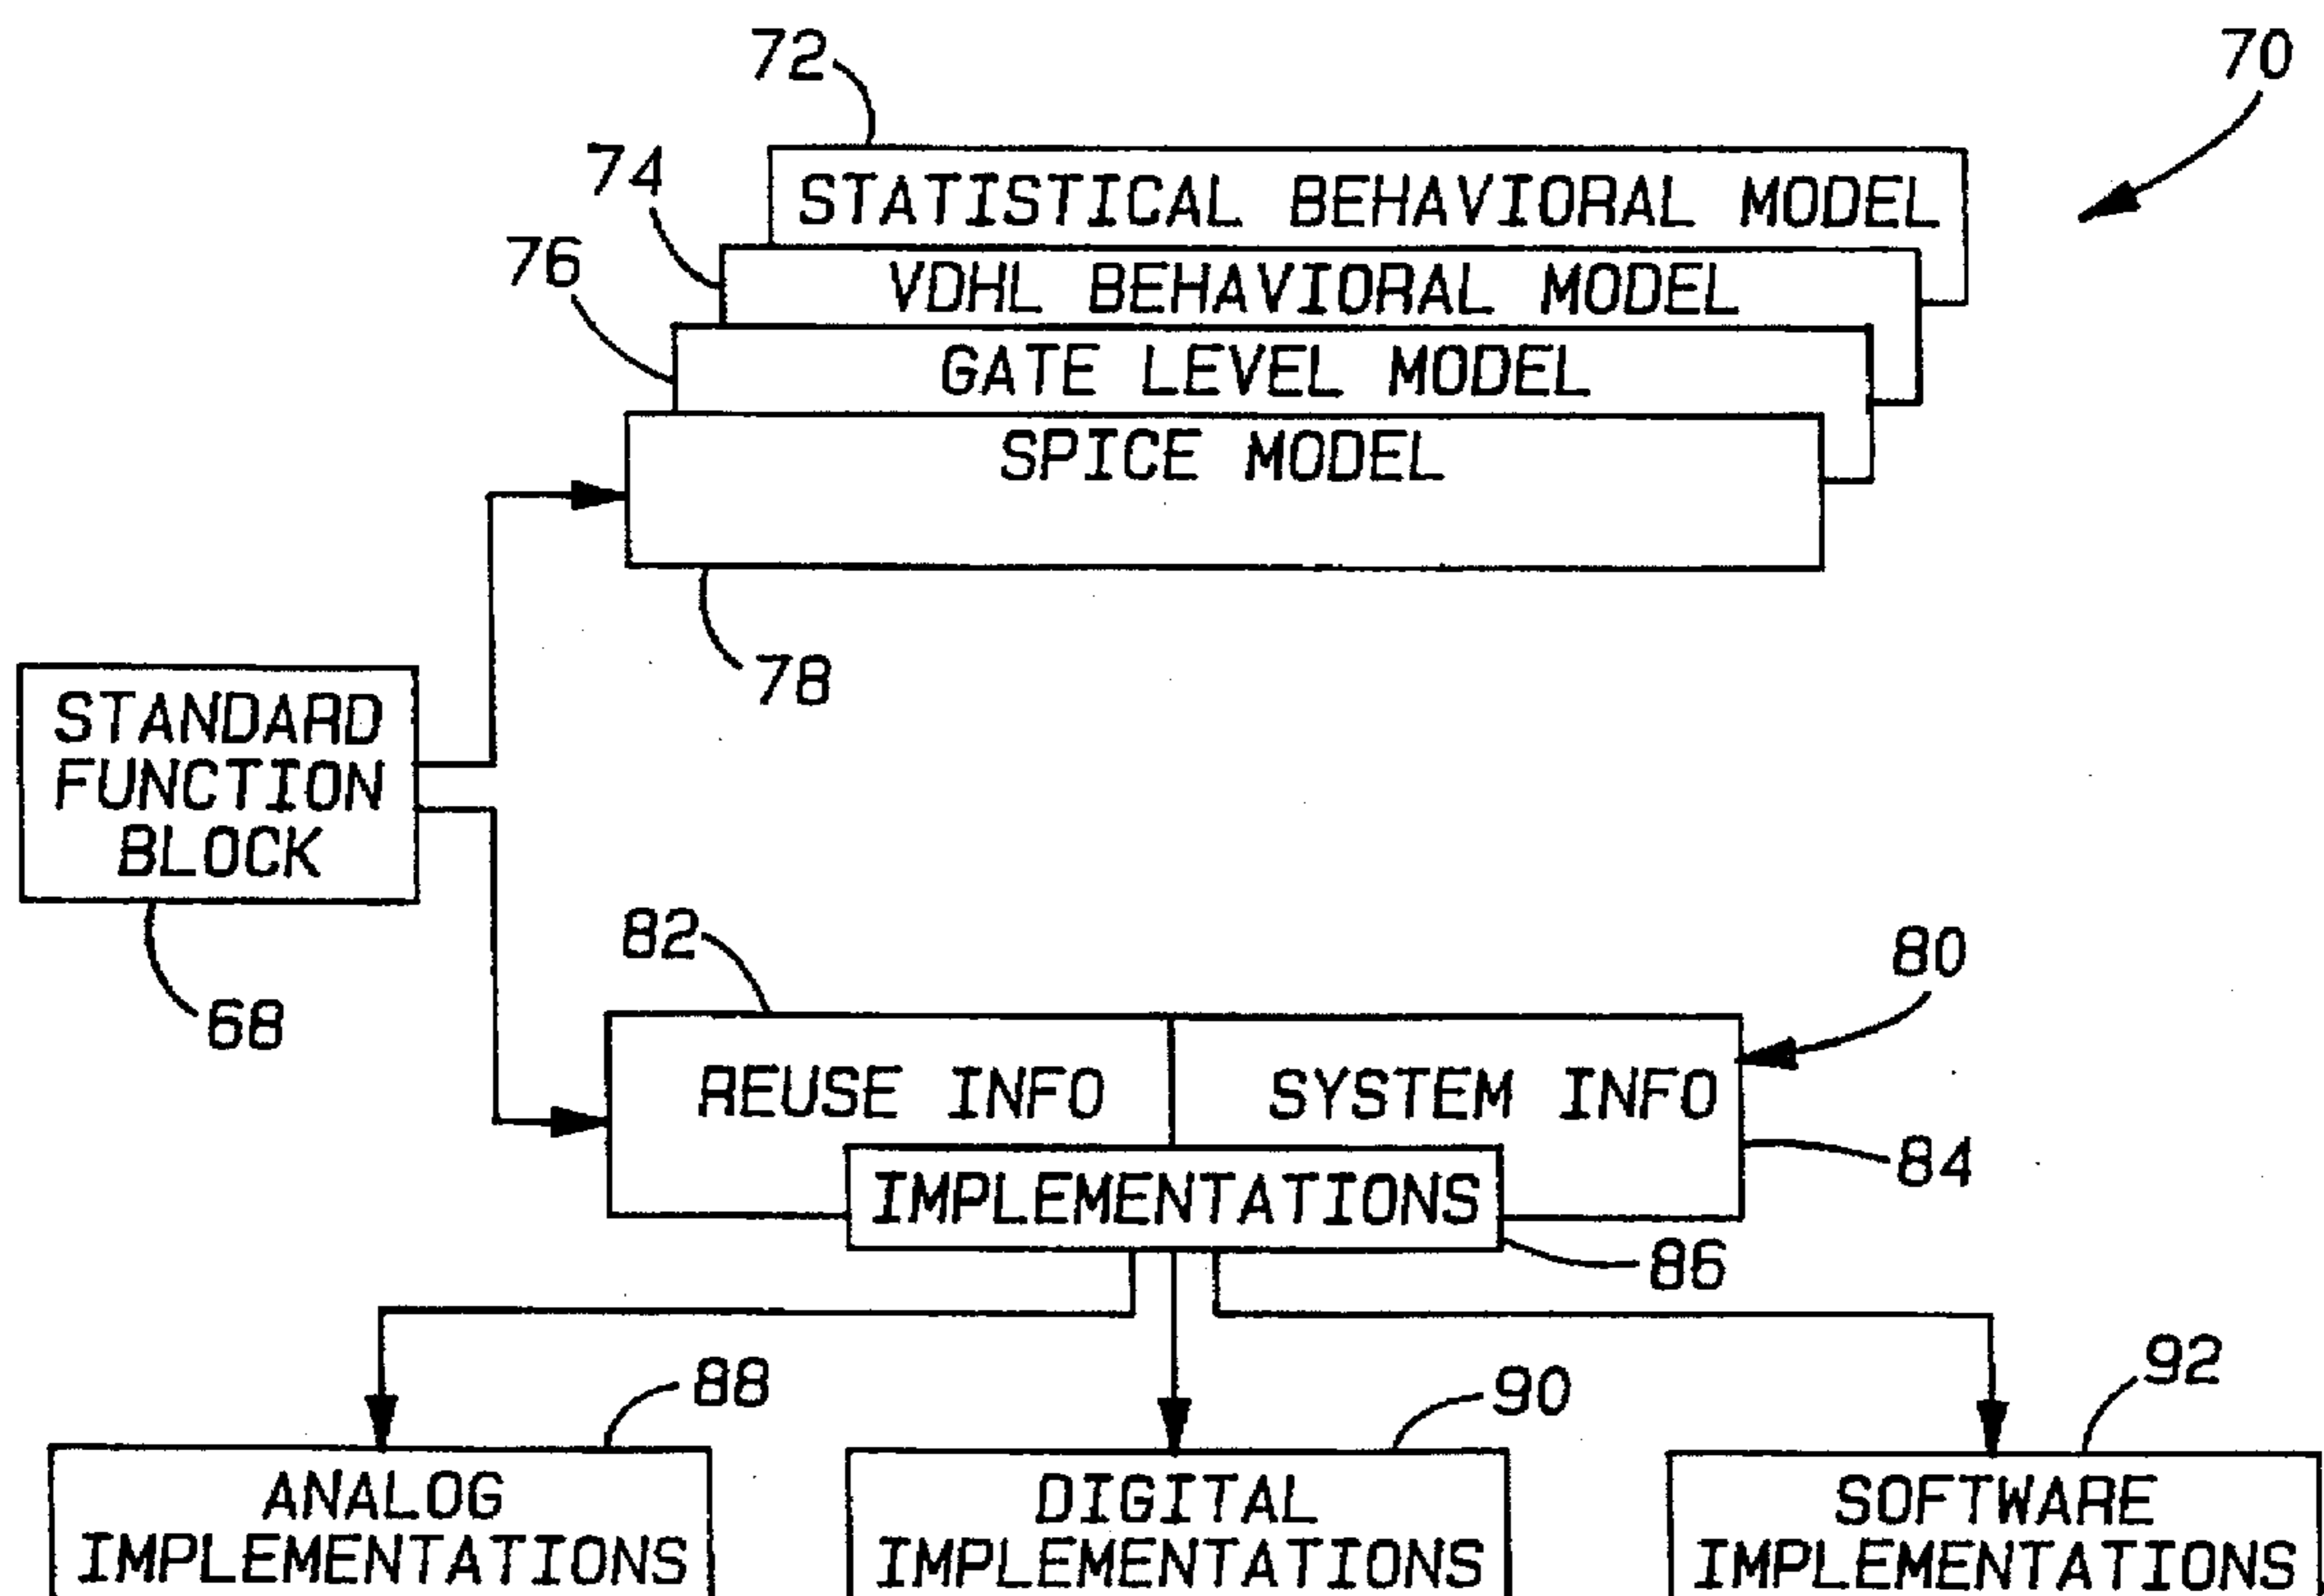 72
70
74
STATISTICAL BEHAVIORAL MODEL
76
VDHL BEHAVIORAL MODEL
GATE LEVEL MODEL
SPICE MODEL
78
STANDARD
FUNCTION
BLOCK
68
82
80
REUSE INFO
SYSTEM INFO
84
IMPLEMENTATIONS
86
88
90
92
ANALOG
IMPLEMENTATIONS
DIGITAL
IMPLEMENTATIONS
SOFTWARE
IMPLEMENTATIONS